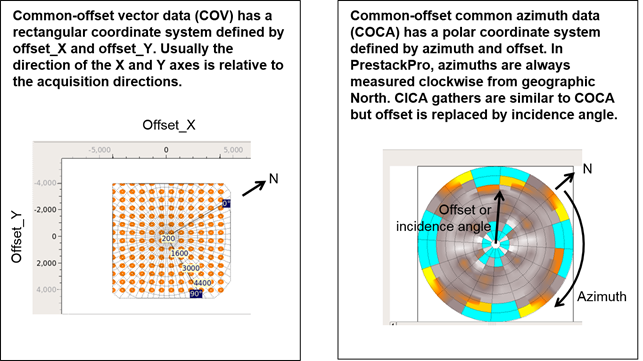 Common-offset vector data (COV) has a
rectangular coordinate system defined by
offset_X and offset_Y. Usually the
direction of the X and Y axes is relative to
the acquisition directions.
Offset_X
-5,000
0
5,000
N
-4,000
-2,000
0
2,000
4,000
Offset_Y
0°
200
1600
3000
4400
90°
Common-offset common azimuth data
(COCA) has a polar coordinate system
defined by azimuth and offset. In
PrestackPro, azimuths are always
measured clockwise from geographic
North. CICA gathers are similar to COCA
but offset is replaced by incidence angle.
N
Offset or
incidence angle
Azimuth